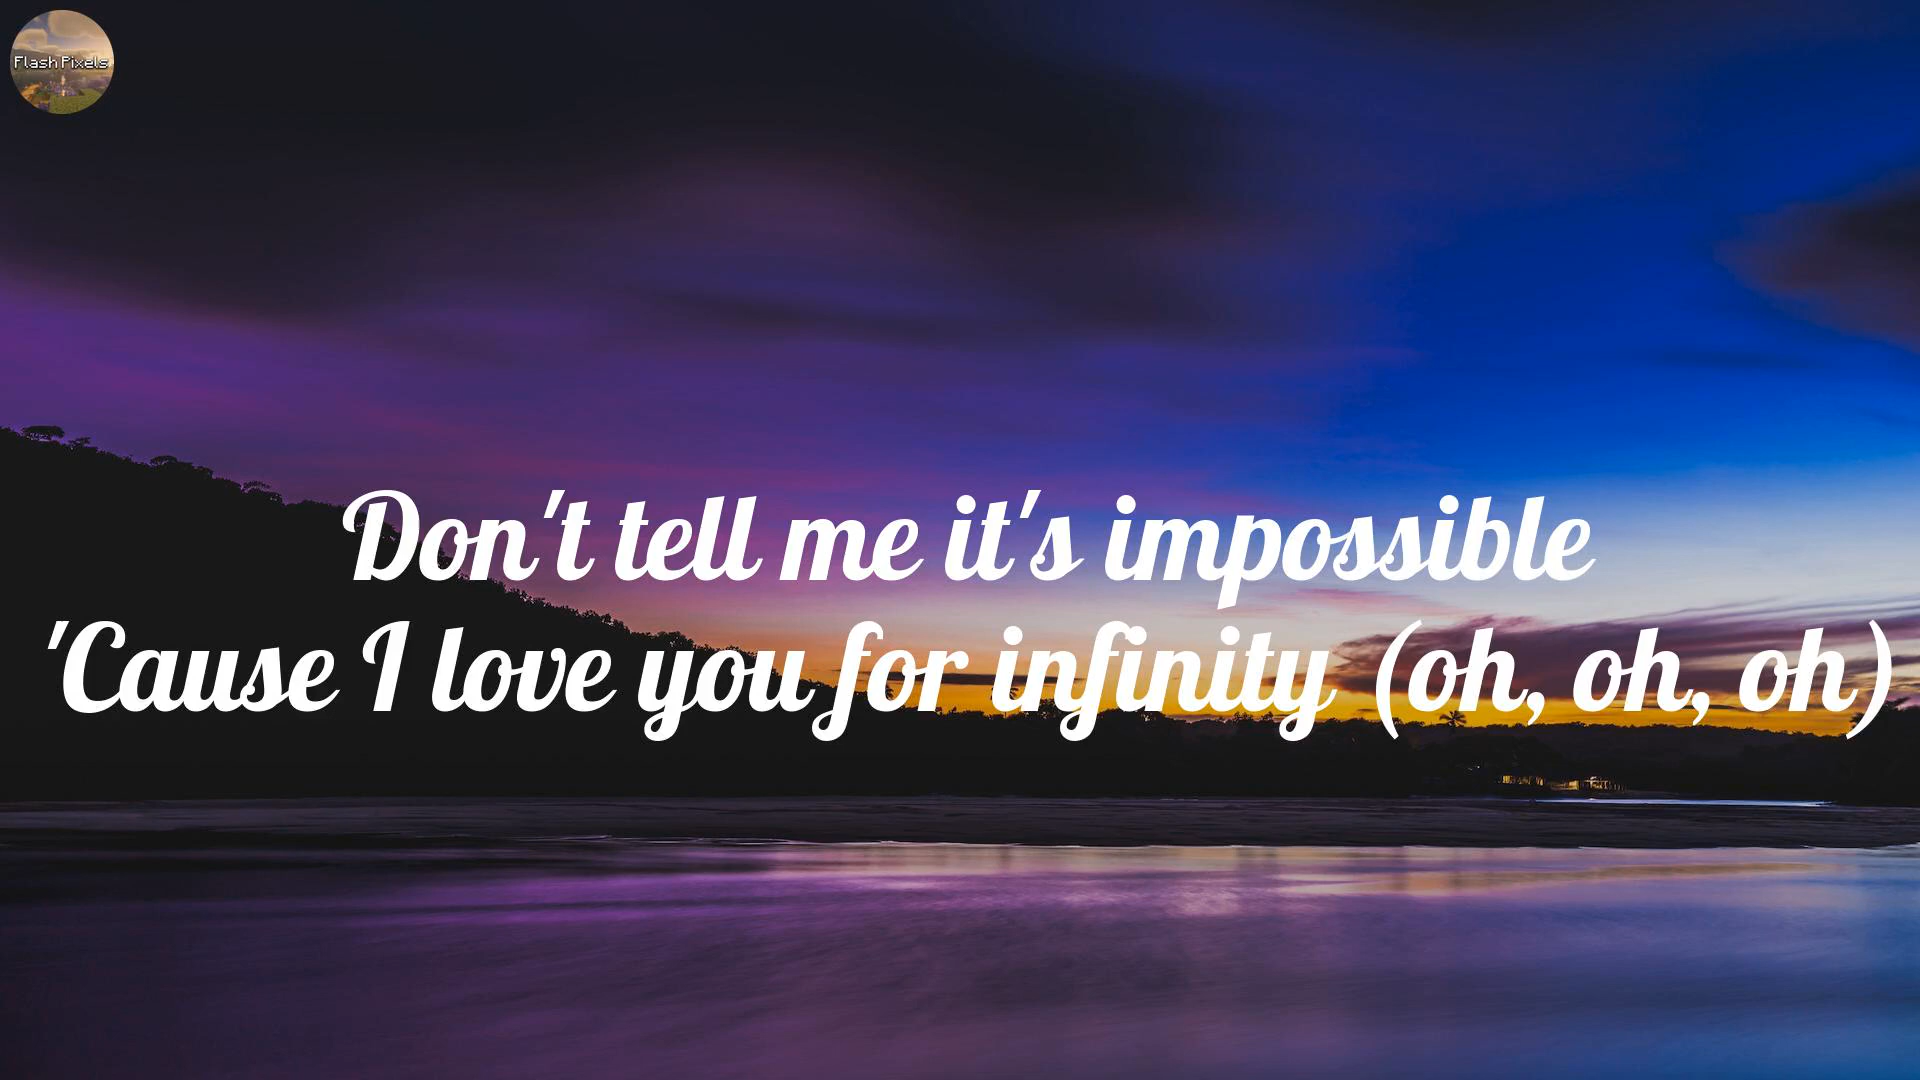 Flash Pixels
Don't tell me it's impossible
'Cause I love you for infinity (oh, oh, oh)